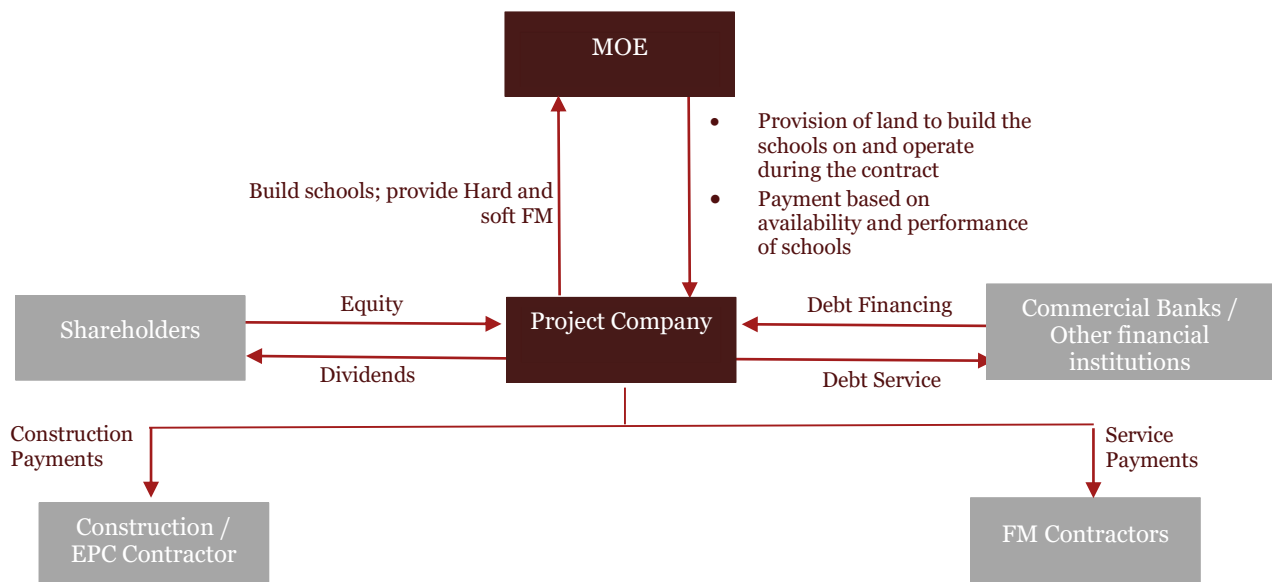 MOE
• Provision of land to build the
schools on and operate
during the contract
• Payment based on
availability and performance
of schools
Build schools; provide Hard and
soft FM
Shareholders
Equity
Dividends
Project Company
Debt Financing
Debt Service
Commercial Banks /
Other financial
institutions
Construction
Payments
Service
Payments
Construction /
EPC Contractor
FM Contractors